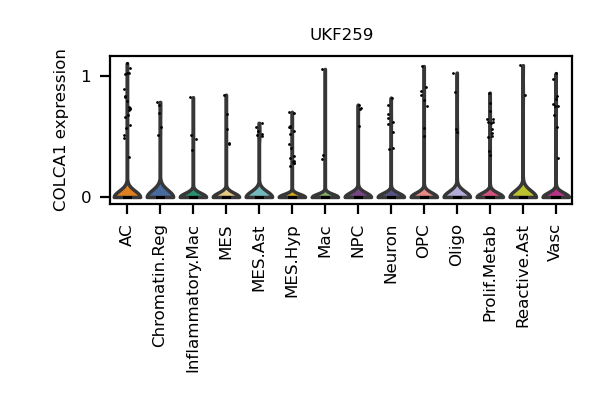 UKF259
COLCA1 expression
1
0
AC
Chromatin.Reg
Inflammatory.Mac
MES
MES.Ast
MES.Hyp
Mac
NPC
Neuron
OPC
Oligo
Prolif.Metab
Reactive.Ast
Vasc